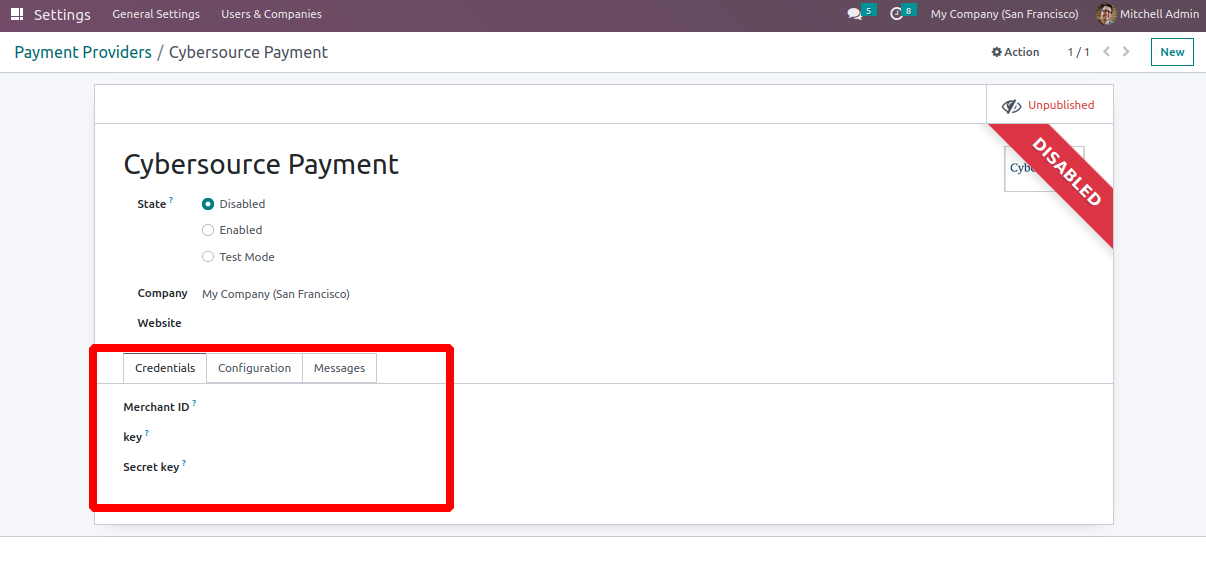 Settings General Settings Users & Companies 5 8 My Company (San Francisco) Mitchell Admin
Payment Providers / Cybersource Payment Action 1 / 1 New
Unpublished
DISABLED
Cybersource Payment
State ? Disabled
Enabled
Test Mode
Company My Company (San Francisco)
Website
Credentials Configuration Messages
Merchant ID ?
key ?
Secret key ?